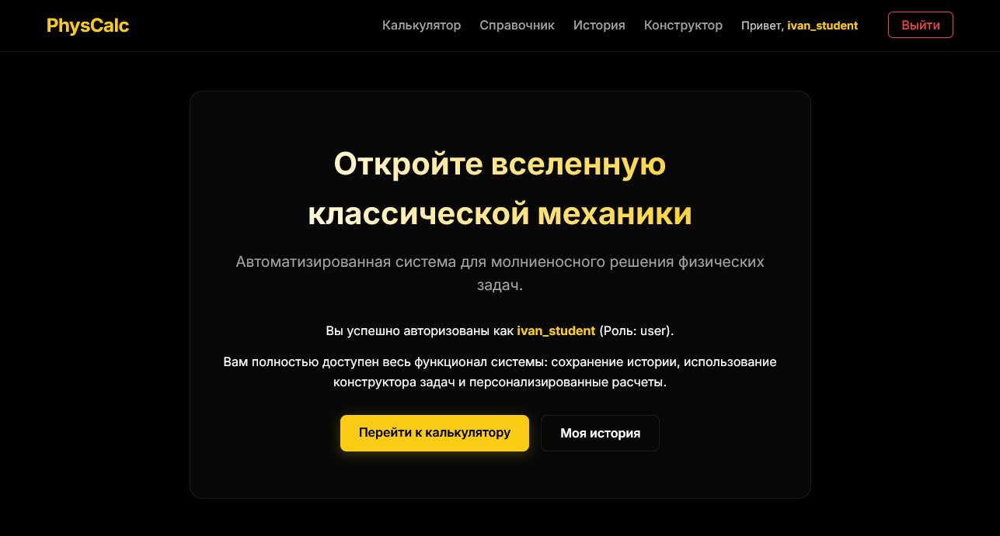 PhysCalc
Калькулятор Справочник История Конструктор Привет, ivan_student Выйти
Откройте вселенную
классической механики
Автоматизированная система для молниеносного решения физических
задач.
Вы успешно авторизованы как ivan_student (Роль: user).
Вам полностью доступен весь функционал системы: сохранение истории, использование
конструктора задач и персонализированные расчеты.
Перейти к калькулятору
Моя история